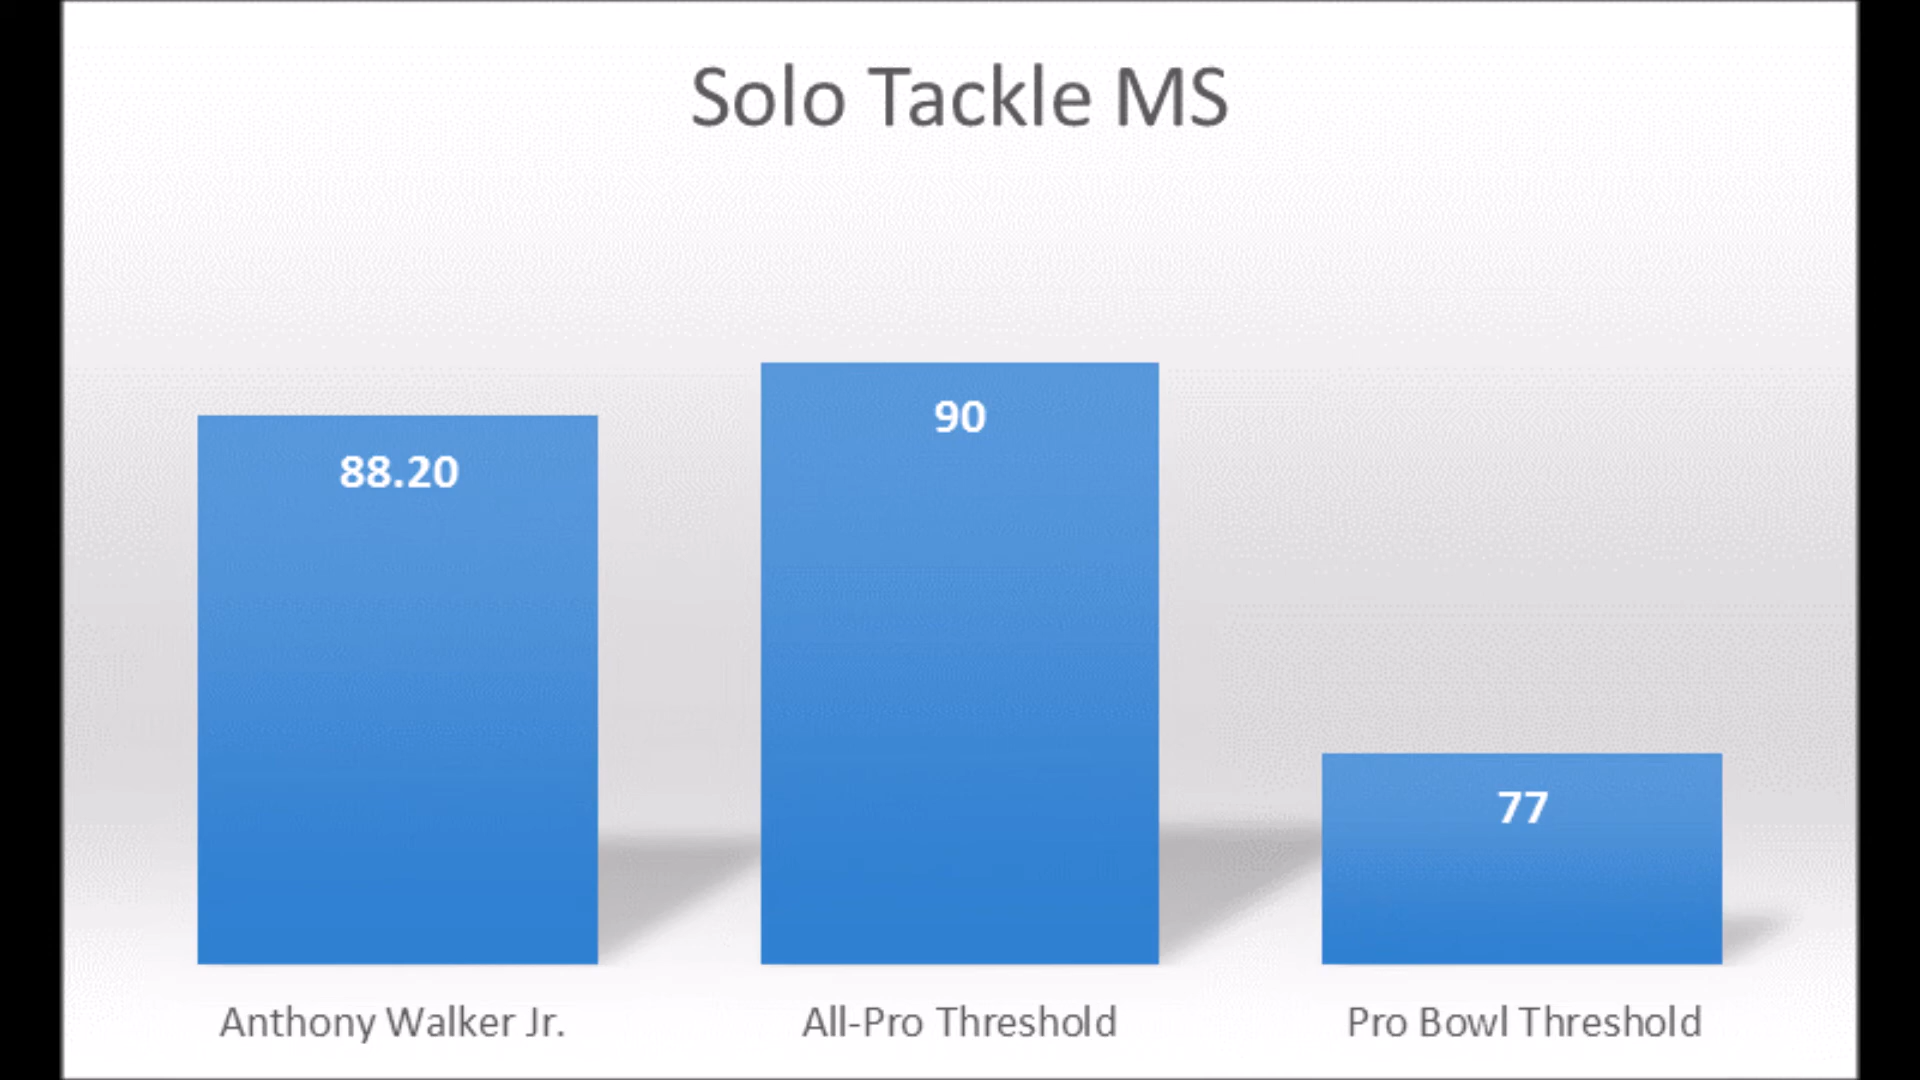 Solo Tackle MS
88.20
90
77
Anthony Walker Jr.
All-Pro Threshold
Pro Bowl Threshold